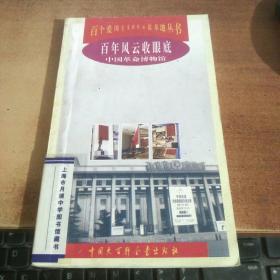 百个爱国主义教育示范基地丛书
百年风云收眼底
中国革命博物馆
上海市月浦中学图书馆藏书
中国大百科全书出版社